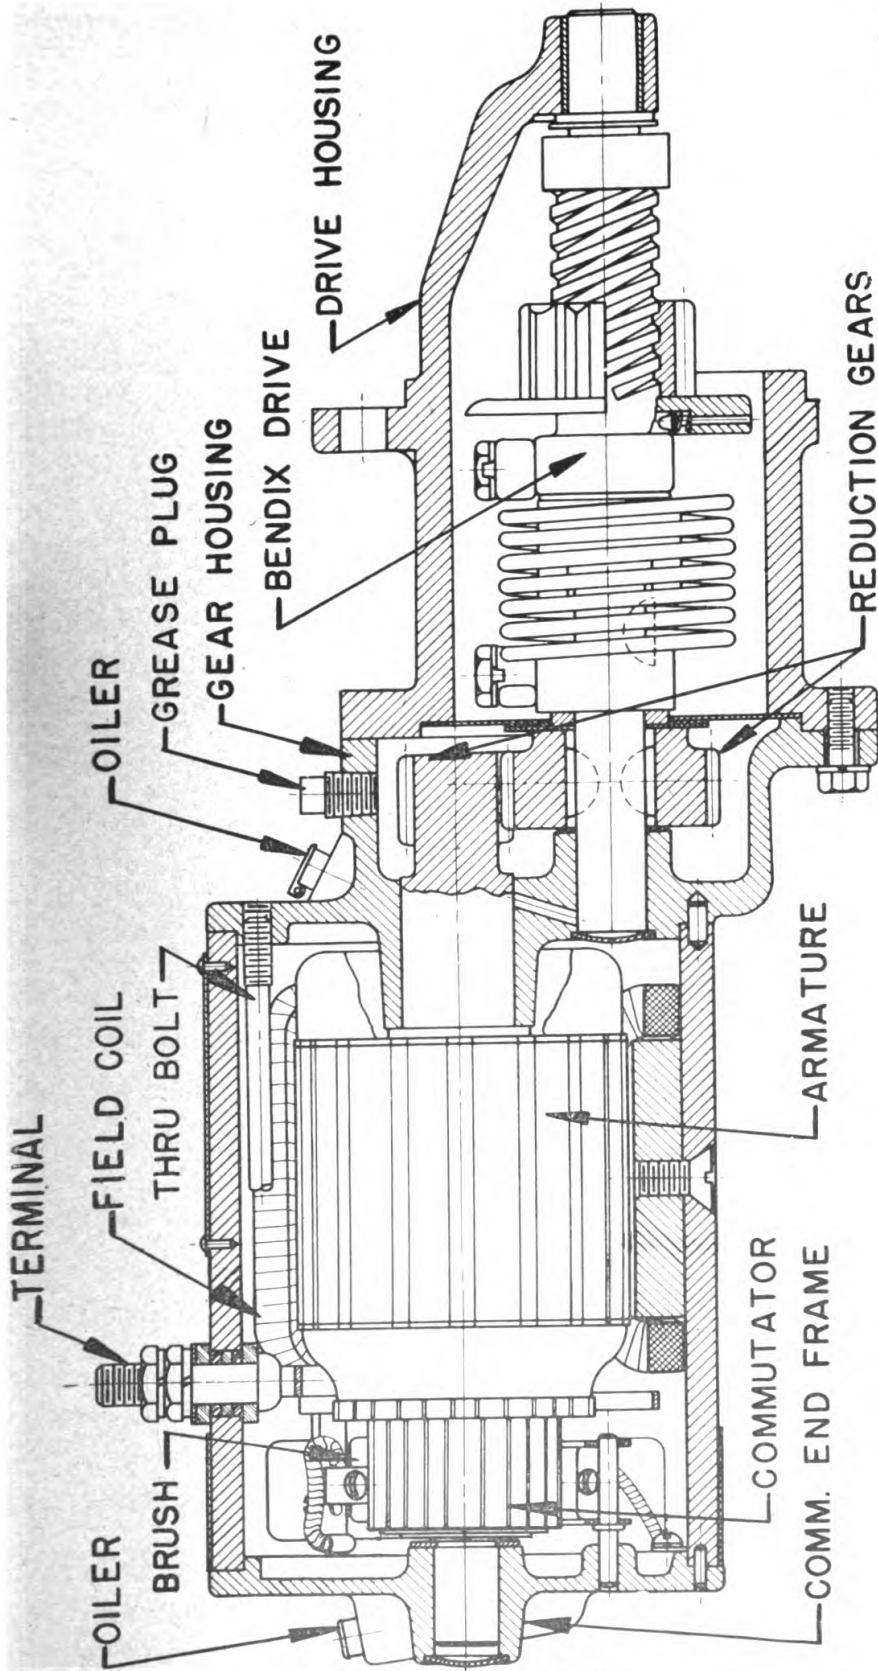 OILER
BRUSH
TERMINAL
FIELD COIL
THRU BOLT
OILER
GREASE PLUG
GEAR HOUSING
BENDIX DRIVE
DRIVE HOUSING
COMMUTATOR
COMM. END FRAME
ARMATURE
REDUCTION GEARS